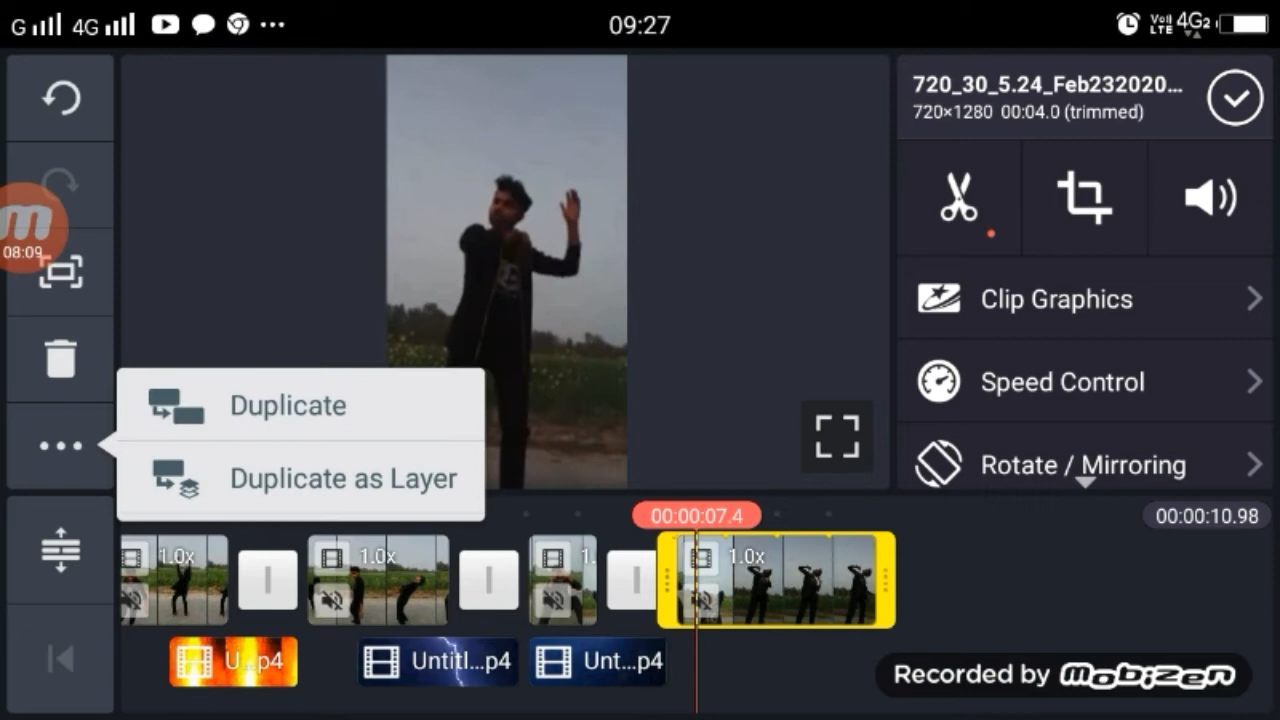 G 4G 09:27 VoII LTE 4G2
720_30_5.24_Feb232020...
720×1280 00:04.0 (trimmed)
m
08:09
Clip Graphics
Speed Control
Rotate / Mirroring
Duplicate
Duplicate as Layer
00:00:07.4
00:00:10.98
1.0x
1.0x
1.
1.0x
U...p4
Untitl...p4
Unt...p4
Recorded by mobizen